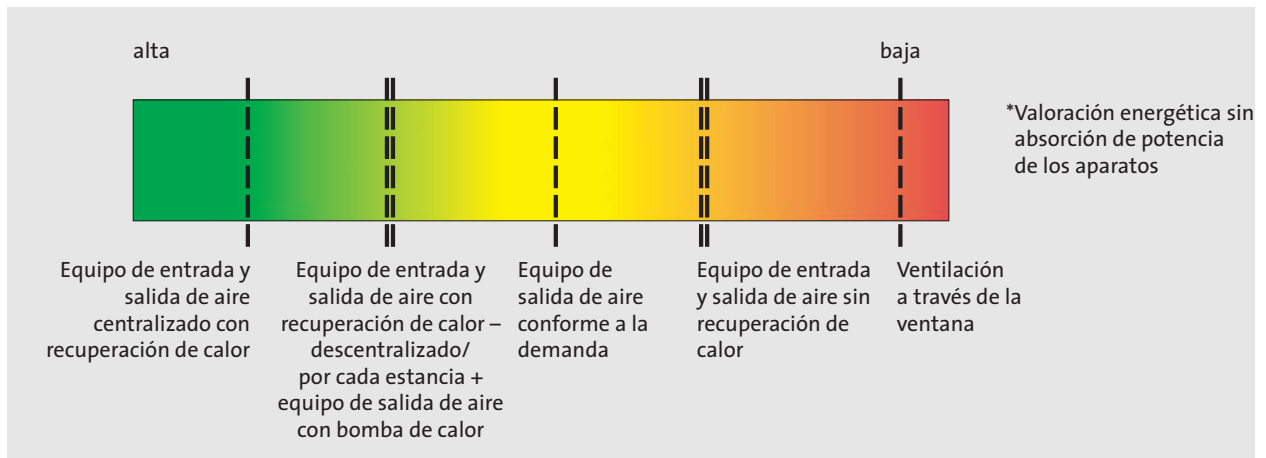 alta
baja
*Valoración energética sin
absorción de potencia
de los aparatos
Equipo de entrada y
salida de aire
centralizado con
recuperación de calor
Equipo de entrada y
salida de aire con
recuperación de calor –
descentralizado/
por cada estancia +
equipo de salida de aire
con bomba de calor
Equipo de
salida de aire
conforme a la
demanda
Equipo de entrada
y salida de aire sin
recuperación de
calor
Ventilación
a través de la
ventana